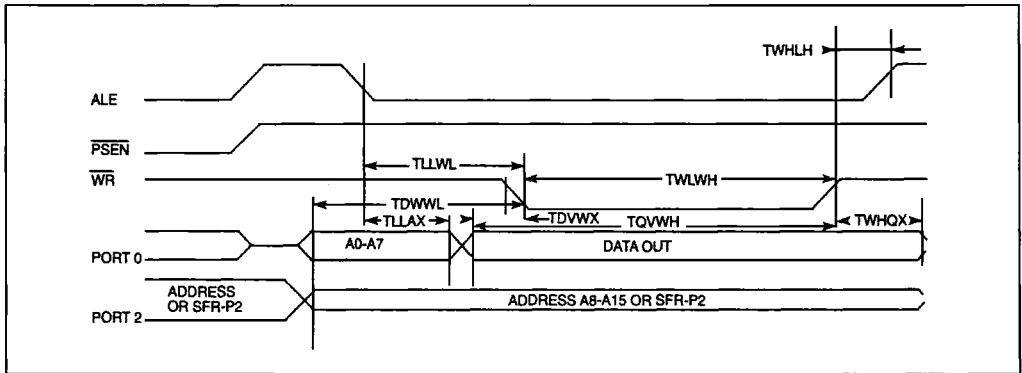 TWHLH
ALE
PSEN
TLLWL
WR
TWLWH
TDWWL
TLLAX
TDVWX
TQVWH
TWHQX
PORT 0
A0-A7
DATA OUT
ADDRESS
OR SFR-P2
ADDRESS A8-A15 OR SFR-P2
PORT 2